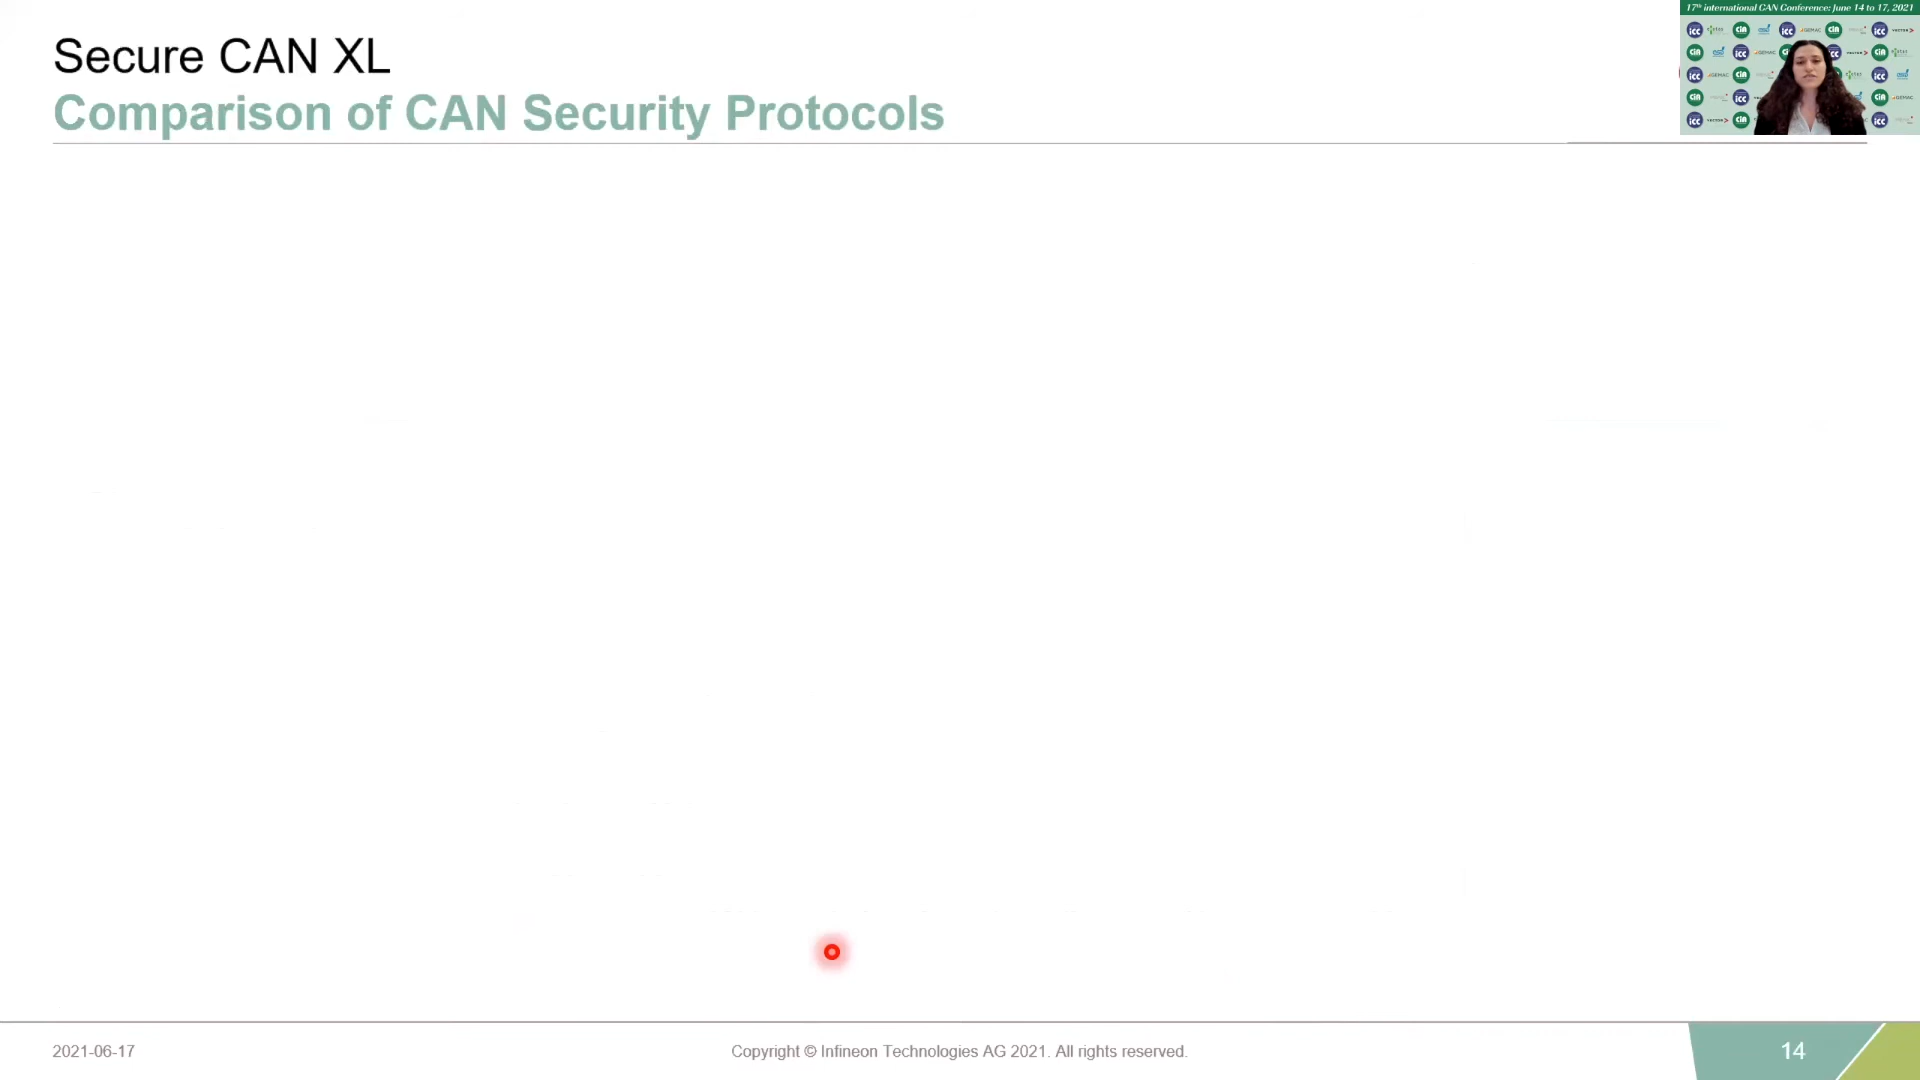 Secure CAN XL
Comparison of CAN Security Protocols
17th international CAN Conference: June 14 to 17, 2021
2021-06-17
Copyright © Infineon Technologies AG 2021. All rights reserved.
14